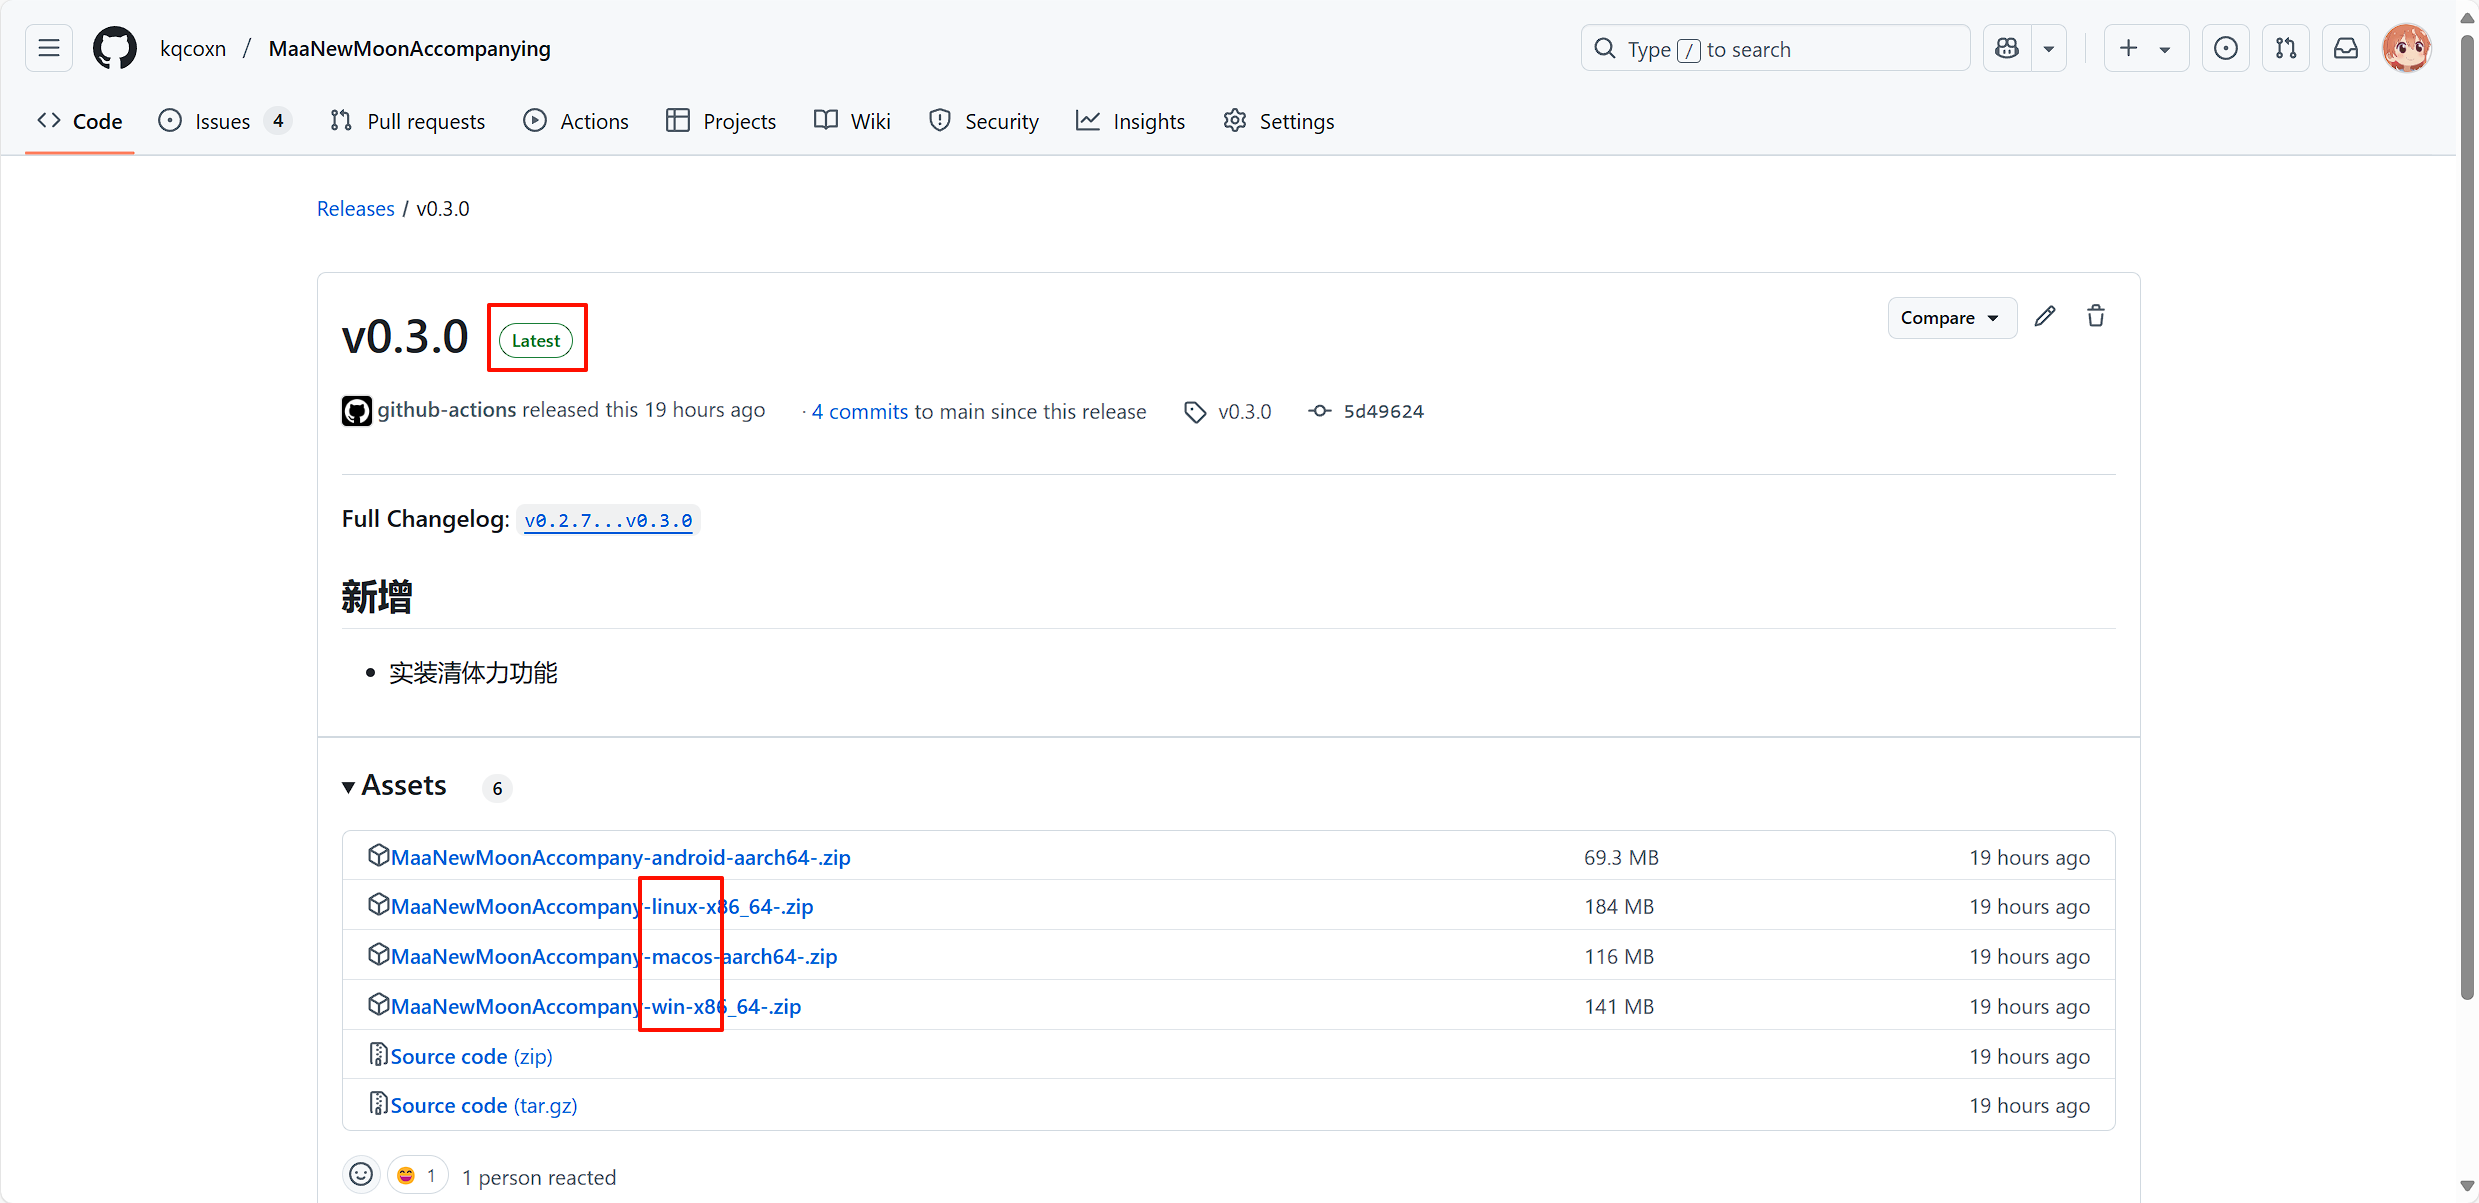 kqcoxn / MaaNewMoonAccompanying
Type / to search
Code
Issues 4
Pull requests
Actions
Projects
Wiki
Security
Insights
Settings
Releases / v0.3.0
v0.3.0 Latest
Compare
github-actions released this 19 hours ago · 4 commits to main since this release v0.3.0 5d49624
Full Changelog: v0.2.7...v0.3.0
新增
• 实装清体力功能
Assets 6
MaaNewMoonAccompany-android-aarch64-.zip 69.3 MB 19 hours ago
MaaNewMoonAccompany-linux-x86_64-.zip 184 MB 19 hours ago
MaaNewMoonAccompany-macos-aarch64-.zip 116 MB 19 hours ago
MaaNewMoonAccompany-win-x86_64-.zip 141 MB 19 hours ago
Source code (zip) 19 hours ago
Source code (tar.gz) 19 hours ago
1 1 person reacted